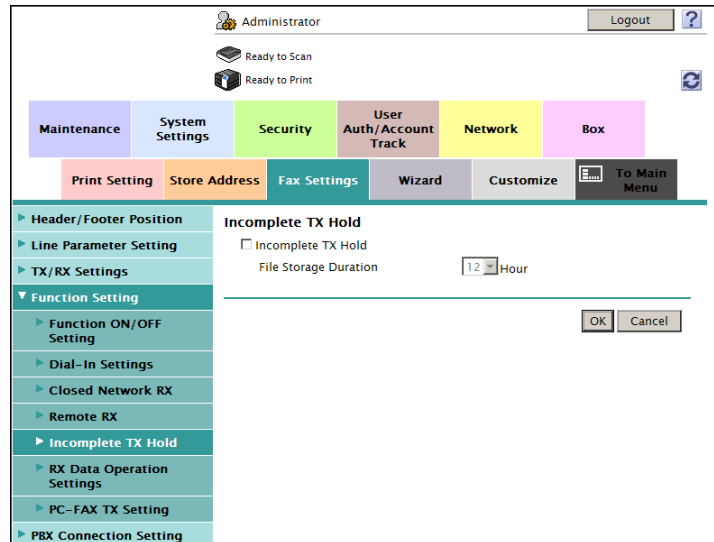 Administrator
Logout
?
Ready to Scan
Ready to Print
Maintenance
System
Settings
Security
User
Auth/Account
Track
Network
Box
Print Setting
Store Address
Fax Settings
Wizard
Customize
To Main
Menu
Header/Footer Position
Line Parameter Setting
TX/RX Settings
Function Setting
Function ON/OFF
Setting
Dial-In Settings
Closed Network RX
Remote RX
Incomplete TX Hold
RX Data Operation
Settings
PC-FAX TX Setting
PBX Connection Setting
Incomplete TX Hold
Incomplete TX Hold
File Storage Duration 12 Hour
OK Cancel